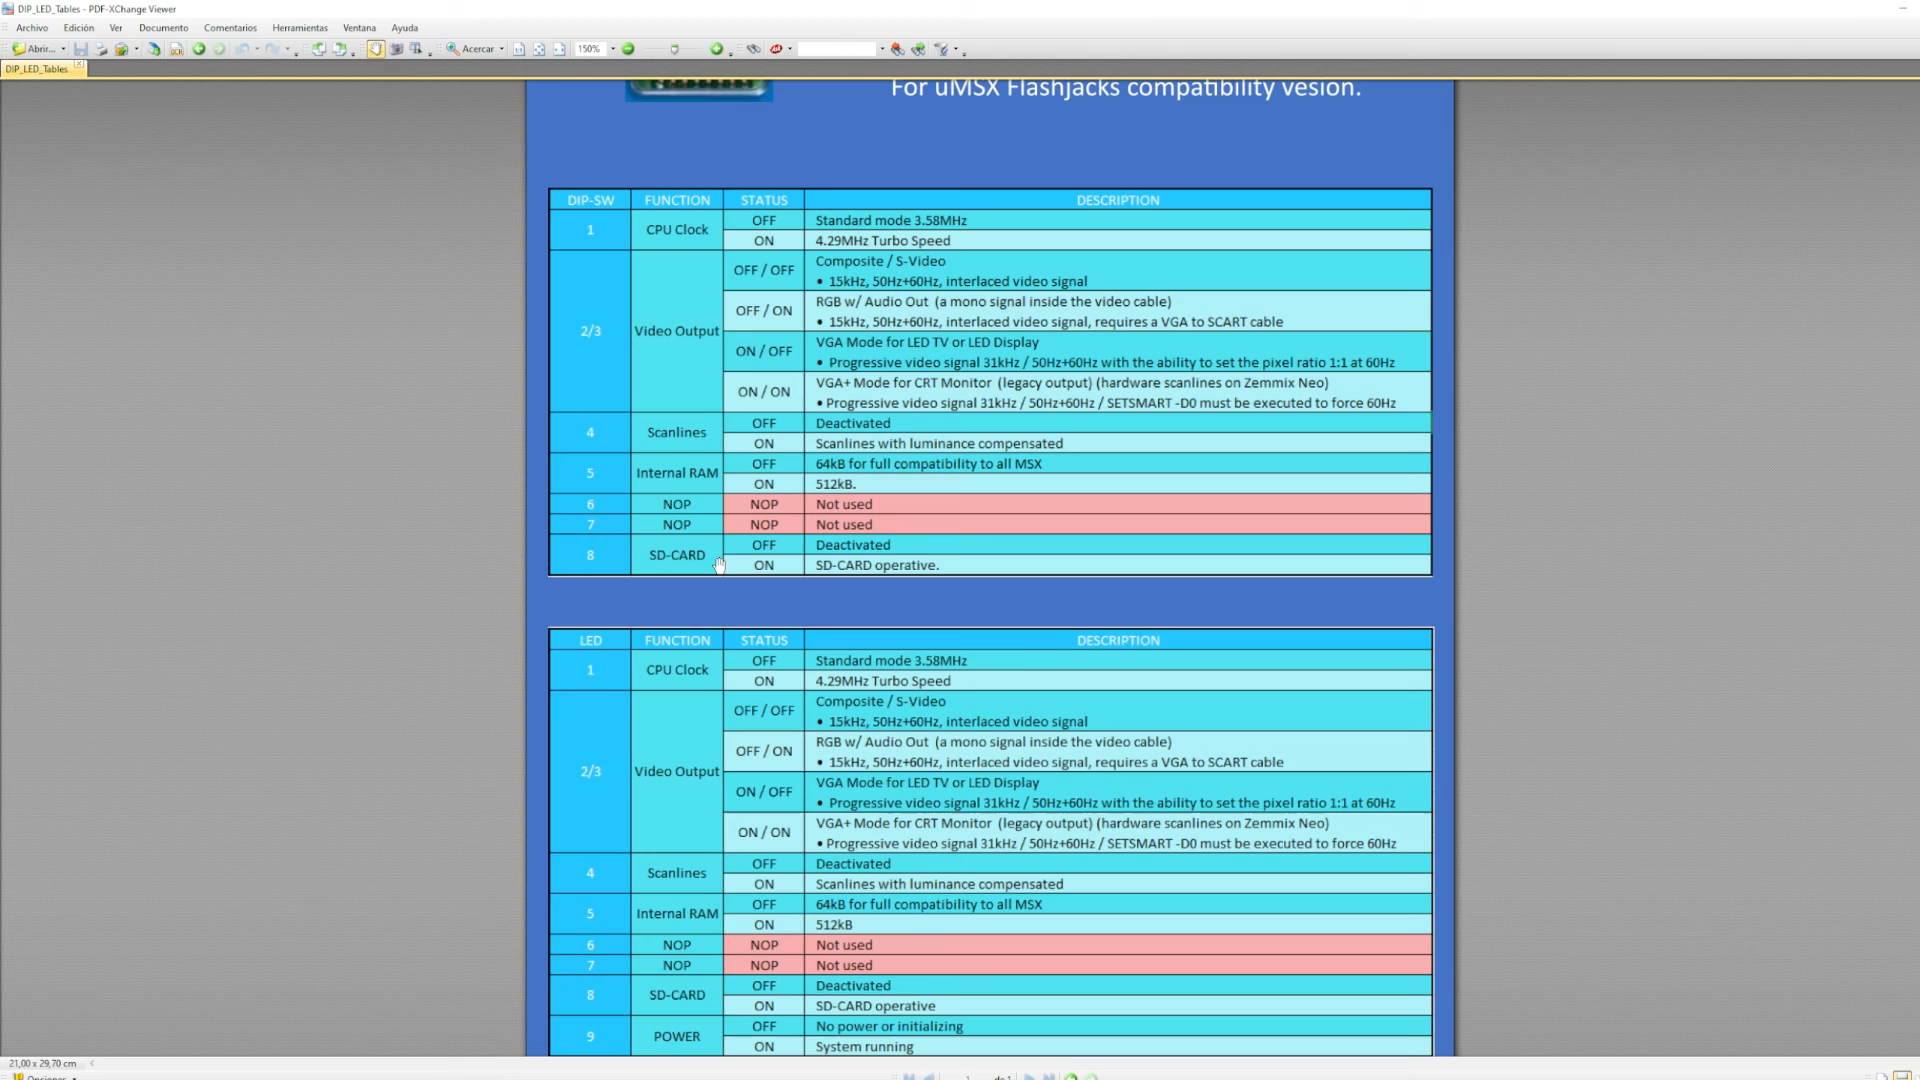 DIP_LED_Tables - PDF-XChange Viewer
Archivo Edición Ver Documento Comentarios Herramientas Ventana Ayuda
Abrir... Acercar 150%
DIP_LED_Tables
For uMSX Flashjacks compatibility vesion.
DIP-SW FUNCTION STATUS DESCRIPTION
1 CPU Clock OFF Standard mode 3.58MHz
ON 4.29MHz Turbo Speed
2/3 Video Output OFF / OFF Composite / S-Video
• 15kHz, 50Hz+60Hz, interlaced video signal
OFF / ON RGB w/ Audio Out (a mono signal inside the video cable)
• 15kHz, 50Hz+60Hz, interlaced video signal, requires a VGA to SCART cable
ON / OFF VGA Mode for LED TV or LED Display
• Progressive video signal 31kHz / 50Hz+60Hz with the ability to set the pixel ratio 1:1 at 60Hz
ON / ON VGA+ Mode for CRT Monitor (legacy output) (hardware scanlines on Zemmix Neo)
• Progressive video signal 31kHz / 50Hz+60Hz / SETSMART -D0 must be executed to force 60Hz
4 Scanlines OFF Deactivated
ON Scanlines with luminance compensated
5 Internal RAM OFF 64kB for full compatibility to all MSX
ON 512kB.
6 NOP NOP Not used
7 NOP NOP Not used
8 SD-CARD OFF Deactivated
ON SD-CARD operative.
LED FUNCTION STATUS DESCRIPTION
1 CPU Clock OFF Standard mode 3.58MHz
ON 4.29MHz Turbo Speed
2/3 Video Output OFF / OFF Composite / S-Video
• 15kHz, 50Hz+60Hz, interlaced video signal
OFF / ON RGB w/ Audio Out (a mono signal inside the video cable)
• 15kHz, 50Hz+60Hz, interlaced video signal, requires a VGA to SCART cable
ON / OFF VGA Mode for LED TV or LED Display
• Progressive video signal 31kHz / 50Hz+60Hz with the ability to set the pixel ratio 1:1 at 60Hz
ON / ON VGA+ Mode for CRT Monitor (legacy output) (hardware scanlines on Zemmix Neo)
• Progressive video signal 31kHz / 50Hz+60Hz / SETSMART -D0 must be executed to force 60Hz
4 Scanlines OFF Deactivated
ON Scanlines with luminance compensated
5 Internal RAM OFF 64kB for full compatibility to all MSX
ON 512kB
6 NOP NOP Not used
7 NOP NOP Not used
8 SD-CARD OFF Deactivated
ON SD-CARD operative
9 POWER OFF No power or initializing
ON System running
21,00 x 29,70 cm
Opciones 1 de 1